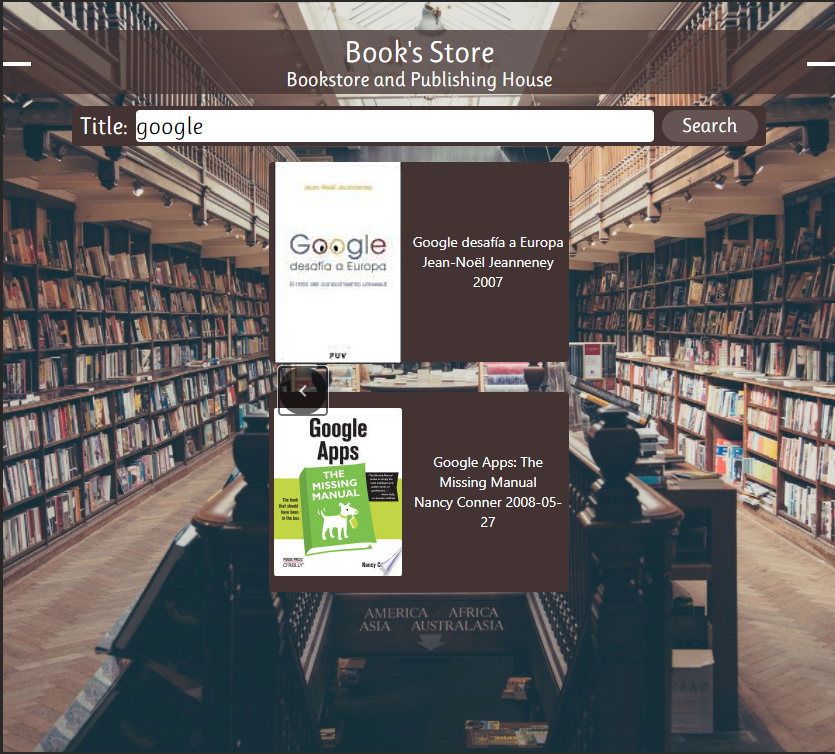 Book's Store
Bookstore and Publishing House
Title:
google
Search
Jean-Noël Jeanneney
Google
desafía a Europa
El mito del conocimiento universal
PUV
Google desafía a Europa
Jean-Noël Jeanneney
2007
Google
Apps
THE
MISSING
MANUAL
The book
that should
have been
in the box.
O'REILLY
Nancy
Google Apps: The
Missing Manual
Nancy Conner 2008-05-
27
AMERICA AFRICA
ASIA AUSTRALASIA